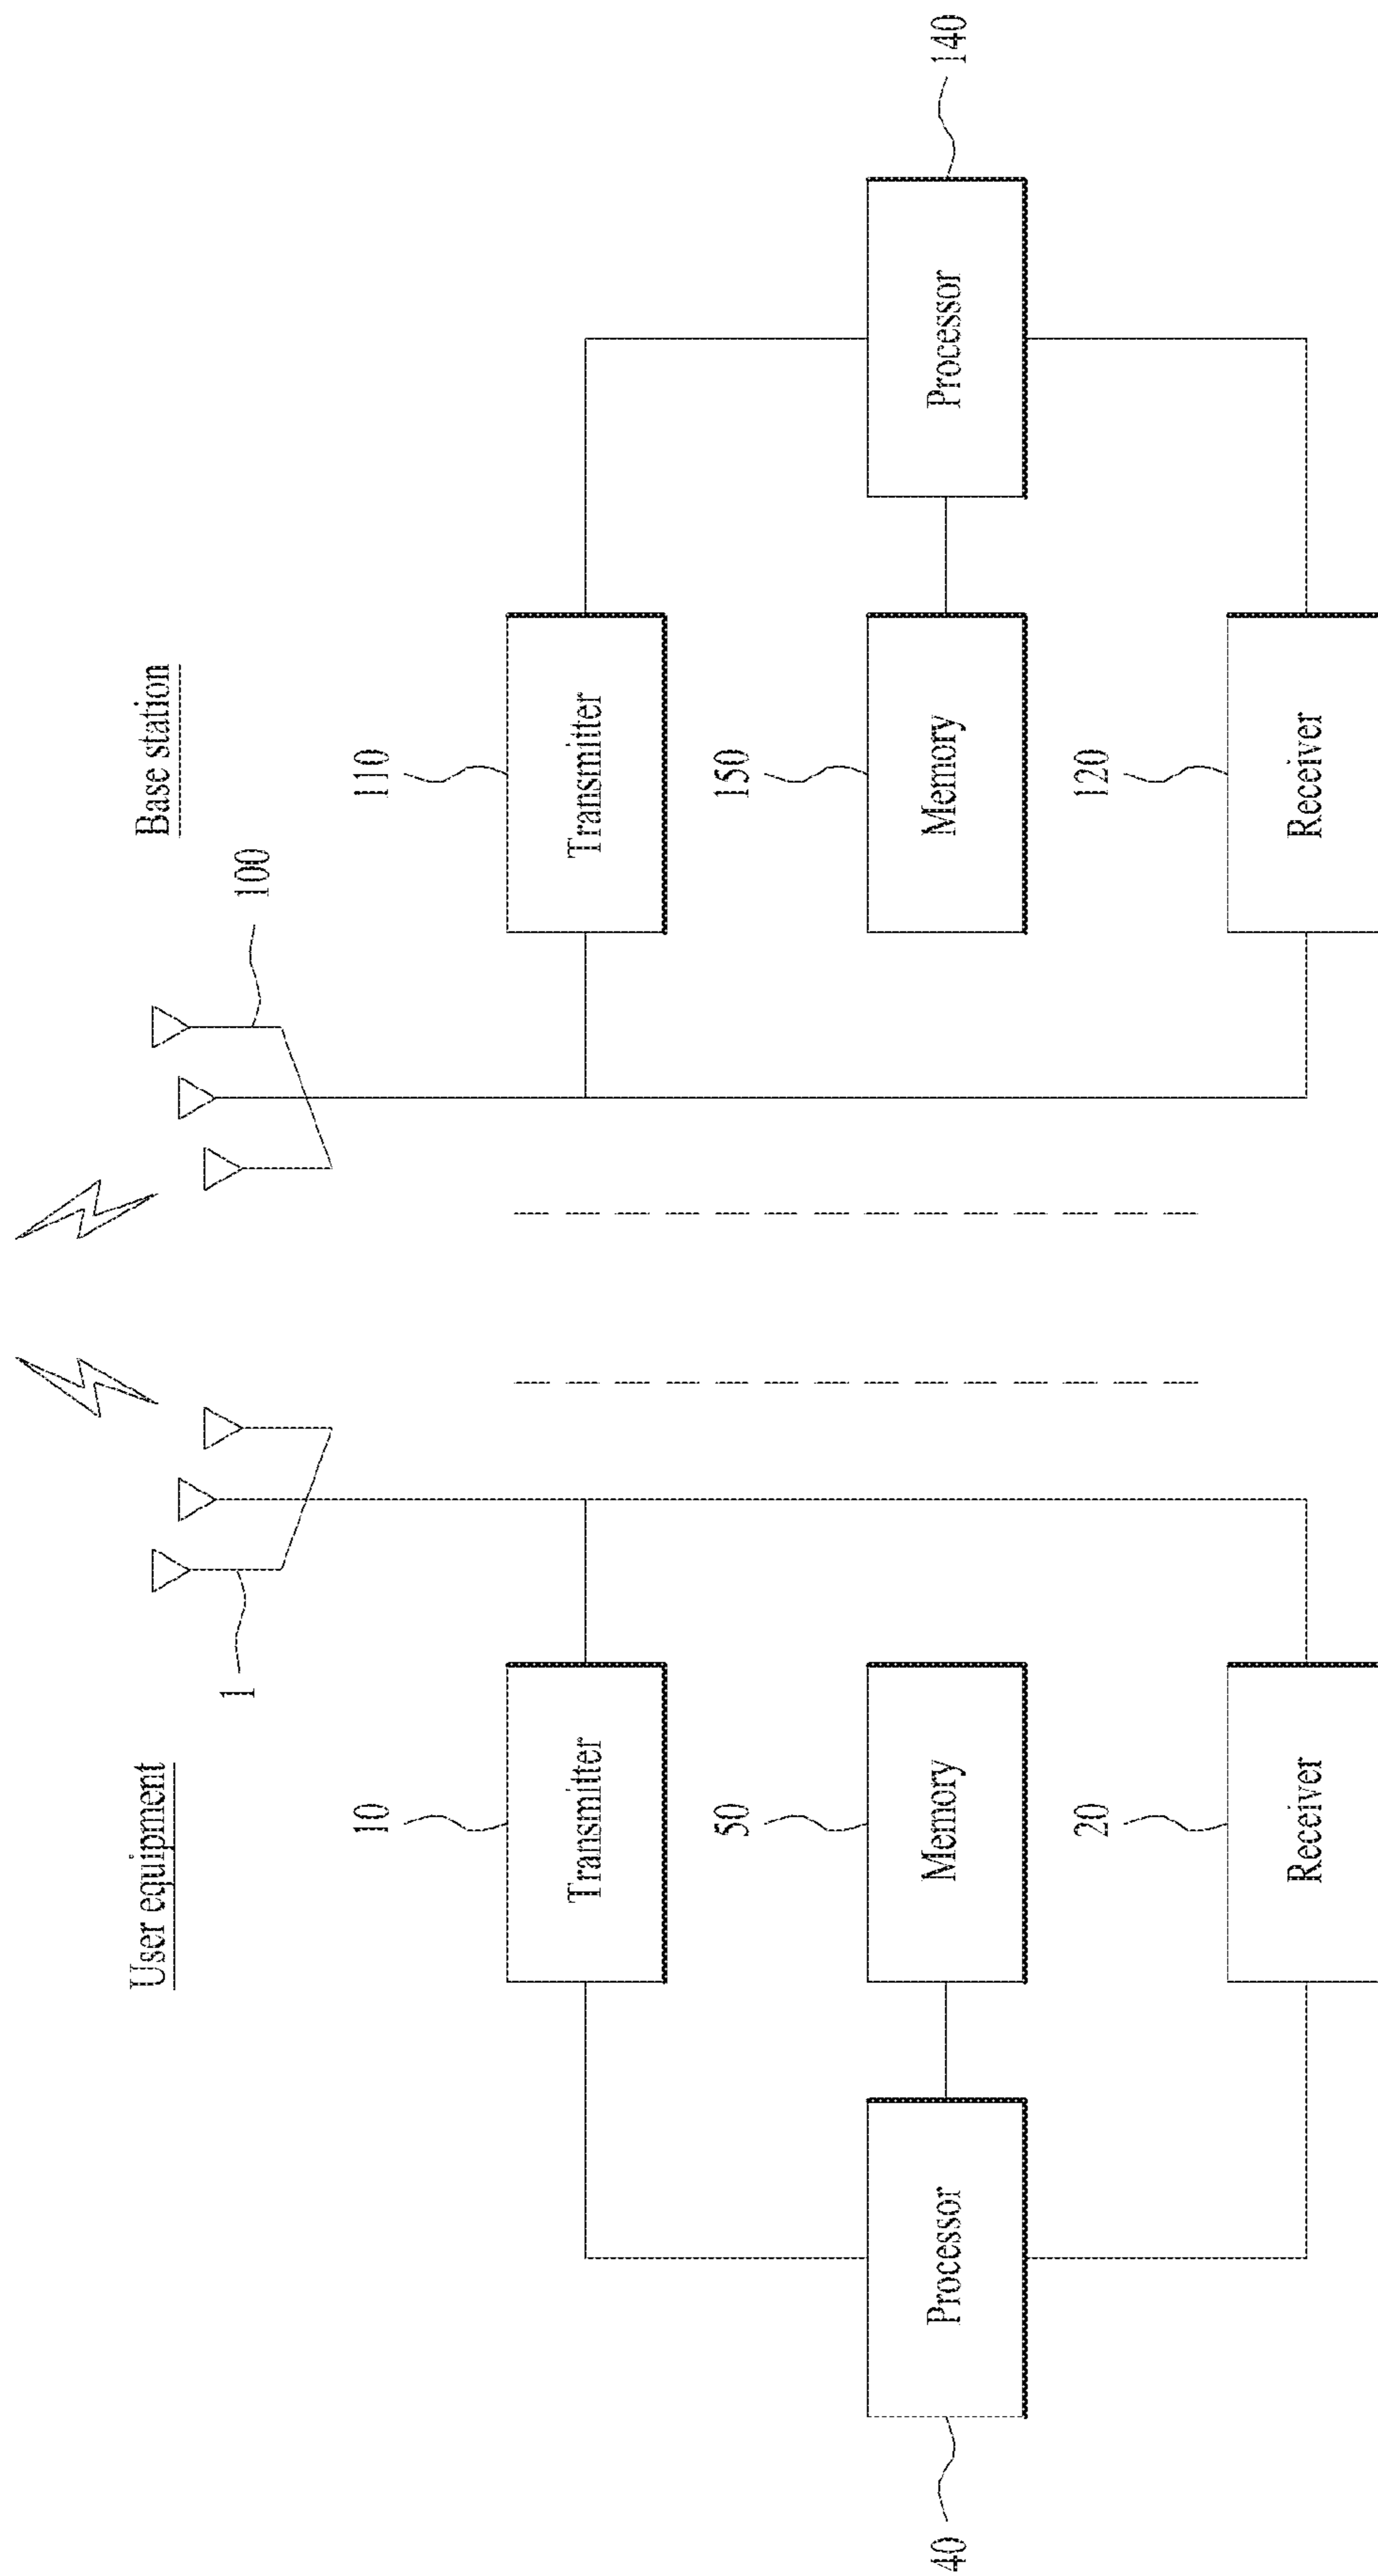 User equipment
Base station
1
100
10
Transmitter
110
Transmitter
40
Processor
50
Memory
150
Memory
Processor
140
20
Receiver
120
Receiver